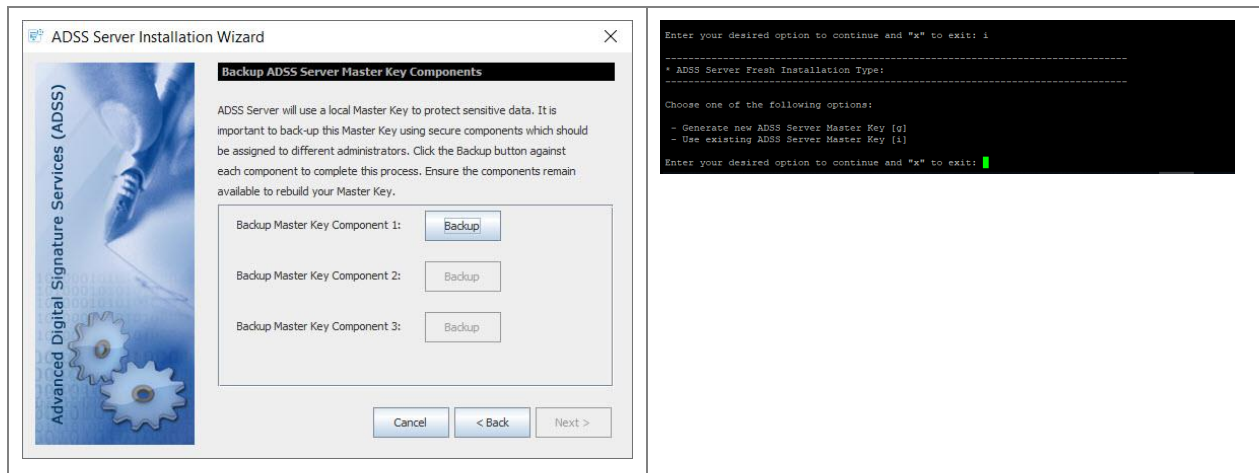 ADSS Server Installation Wizard
Advanced Digital Signature Services (ADSS)
Backup ADSS Server Master Key Components
ADSS Server will use a local Master Key to protect sensitive data. It is
important to back-up this Master Key using secure components which should
be assigned to different administrators. Click the Backup button against
each component to complete this process. Ensure the components remain
available to rebuild your Master Key.
Backup Master Key Component 1: Backup
Backup Master Key Component 2: Backup
Backup Master Key Component 3: Backup
Cancel < Back Next >
Enter your desired option to continue and "x" to exit: i
--------------------------------------------------------------------------------
* ADSS Server Fresh Installation Type:
--------------------------------------------------------------------------------
Choose one of the following options:
- Generate new ADSS Server Master Key [g]
- Use existing ADSS Server Master Key [i]
Enter your desired option to continue and "x" to exit: